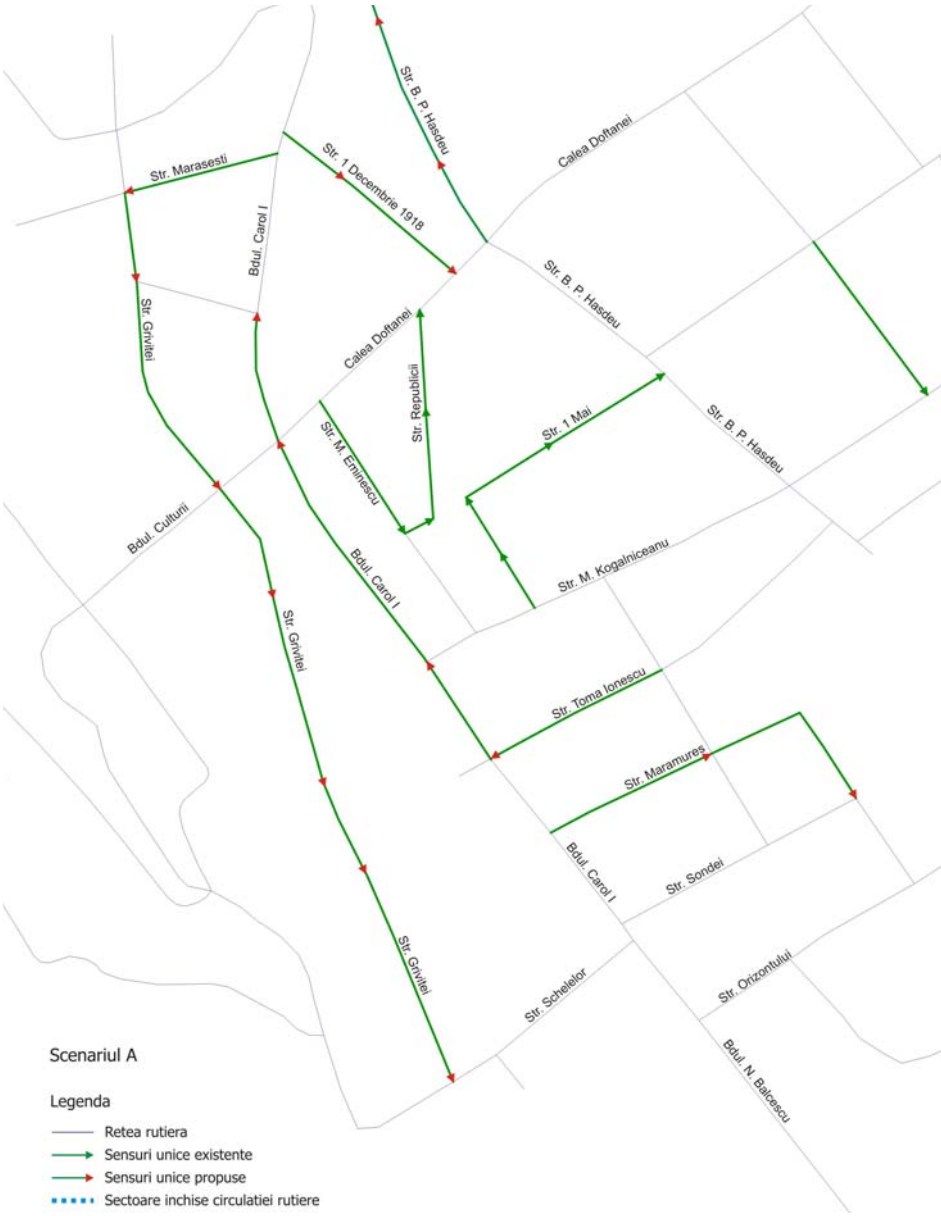 Str. B. P. Hasdeu
Calea Doftanei
Str. Marasesti
Str. 1 Decembrie 1918
Bdul. Carol I
Str. B. P. Hasdeu
Str. Grivitei
Calea Doftanei
Str. Republicii
Str. 1 Mai
Str. B. P. Hasdeu
Str. M. Eminescu
Bdul. Culturii
Bdul. Carol I
Str. M. Kogalniceanu
Str. Grivitei
Str. Toma Ionescu
Str. Maramures
Bdul. Carol I
Str. Sondei
Str. Grivitei
Str. Schelelor
Str. Orizontului
Bdul. N. Balcescu
Scenariul A
Legenda
Retea rutiera
Sensuri unice existente
Sensuri unice propuse
Sectoare inchise circulatiei rutiere